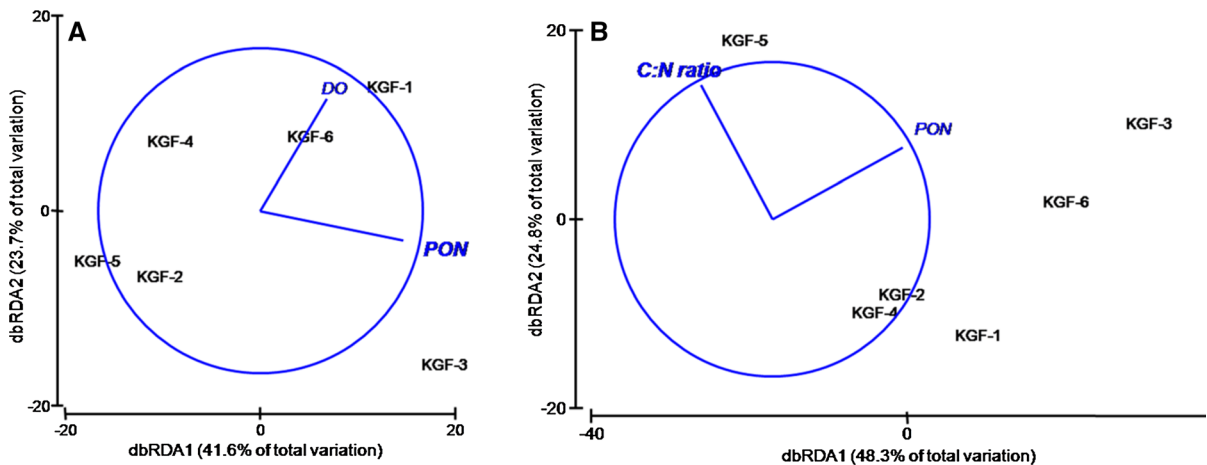 A
20
0
-20
dbRDA2 (23.7% of total variation)
DO
KGF-1
KGF-6
KGF-4
PON
KGF-5
KGF-2
KGF-3
-20
0
20
dbRDA1 (41.6% of total variation)
B
20
0
-20
dbRDA2 (24.8% of total variation)
KGF-5
C:N ratio
PON
KGF-3
KGF-6
KGF-2
KGF-4
KGF-1
-40
0
dbRDA1 (48.3% of total variation)